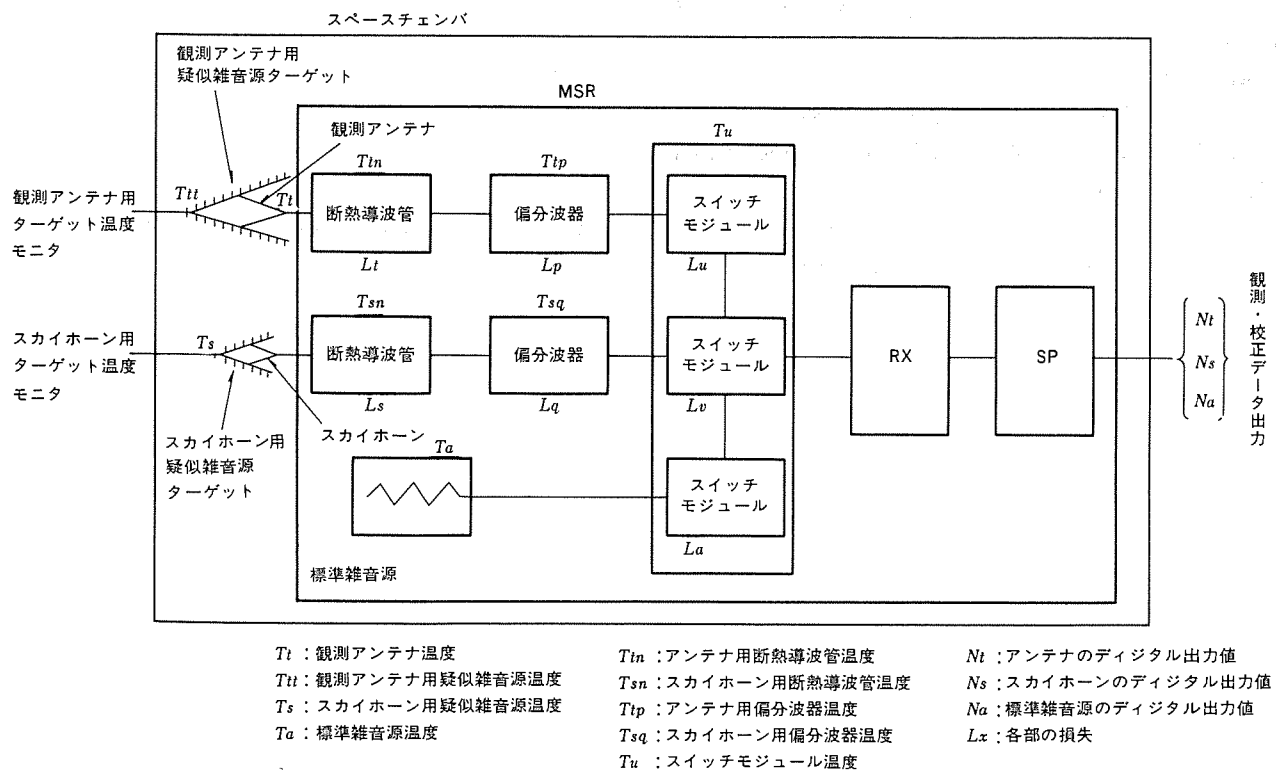 スペースチェンバ
観測アンテナ用
疑似雑音源ターゲット
MSR
観測アンテナ
Tu
Ttn
Ttp
Ttt
Tt
観測アンテナ用
ターゲット温度
モニタ
断熱導波管
偏分波器
スイッチ
モジュール
Lt
Lp
Lu
Tsn
Tsq
スカイホーン用
ターゲット温度
モニタ
Ts
断熱導波管
偏分波器
スイッチ
モジュール
RX
SP
Nt
Ns
Na
観測・校正データ出力
Ls
Lq
Lv
スカイホーン
スカイホーン用
疑似雑音源
ターゲット
Ta
スイッチ
モジュール
La
標準雑音源
Tt：観測アンテナ温度
Ttt：観測アンテナ用疑似雑音源温度
Ts：スカイホーン用疑似雑音源温度
Ta：標準雑音源温度
Ttn：アンテナ用断熱導波管温度
Tsn：スカイホーン用断熱導波管温度
Ttp：アンテナ用偏分波器温度
Tsq：スカイホーン用偏分波器温度
Tu：スイッチモジュール温度
Nt：アンテナのディジタル出力値
Ns：スカイホーンのディジタル出力値
Na：標準雑音源のディジタル出力値
Lx：各部の損失